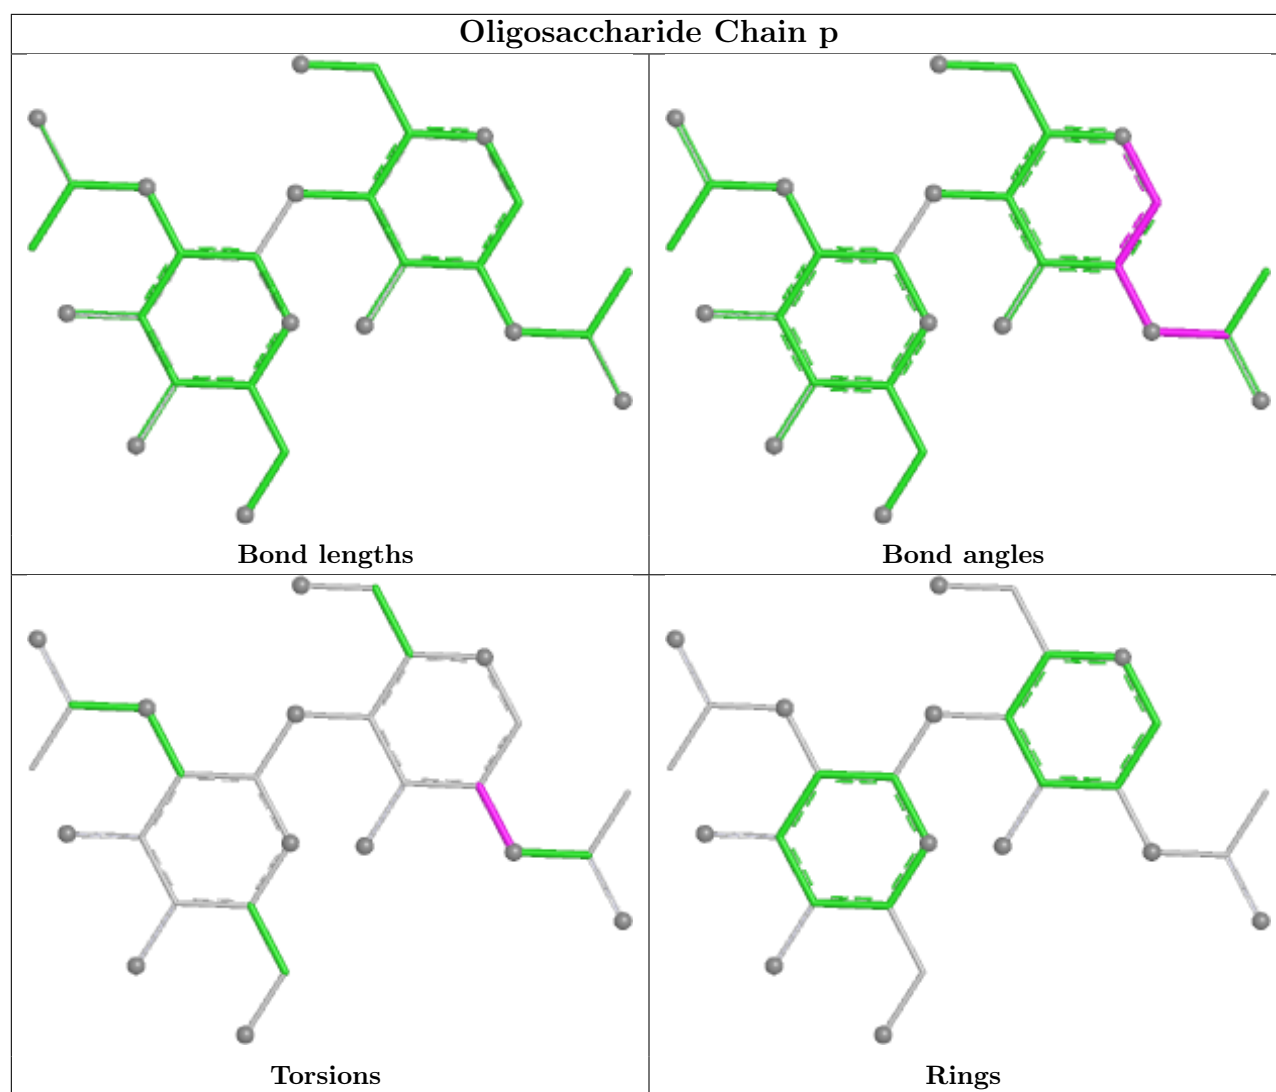 Oligosaccharide Chain p
Bond lengths
Bond angles
Torsions
Rings